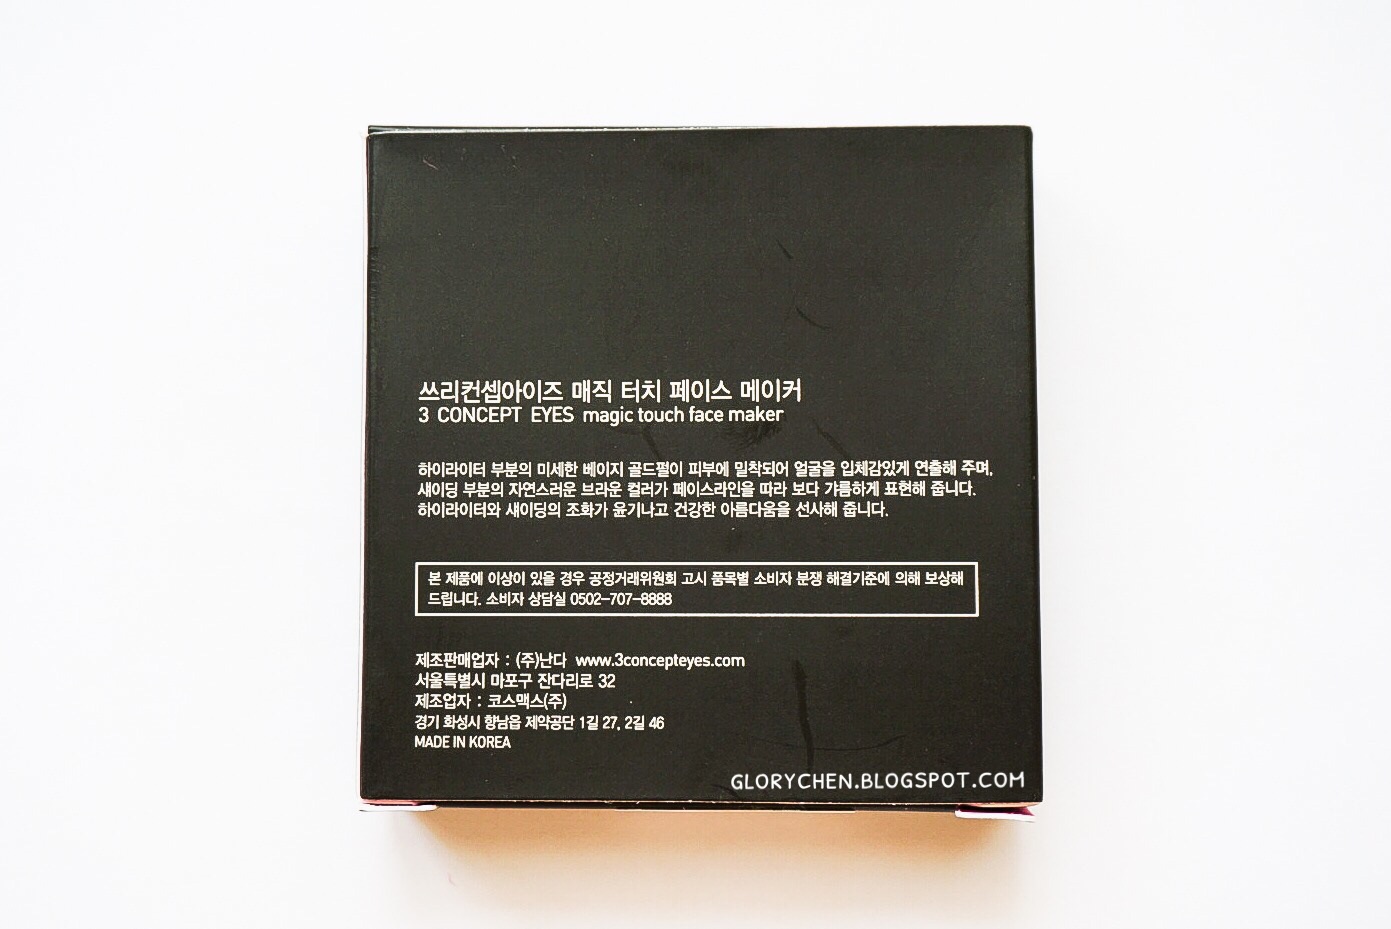 쓰리컨셉아이즈 매직 터치 페이스 메이커
3 CONCEPT EYES magic touch face maker
하이라이터 부분의 미세한 베이지 골드펄이 피부에 밀착되어 얼굴을 입체감있게 연출해 주며,
섀이딩 부분의 자연스러운 브라운 컬러가 페이스라인을 따라 보다 갸름하게 표현해 줍니다.
하이라이터와 섀이딩의 조화가 윤기나고 건강한 아름다움을 선사해 줍니다.
본 제품에 이상이 있을 경우 공정거래위원회 고시 품목별 소비자 분쟁 해결기준에 의해 보상해
드립니다. 소비자 상담실 0502-707-8888
제조판매업자 : (주)난다 www.3concepteyes.com
서울특별시 마포구 잔다리로 32
제조업자 : 코스맥스(주)
경기 화성시 향남읍 제약공단 1길 27, 2길 46
MADE IN KOREA
GLORYCHEN.BLOGSPOT.COM